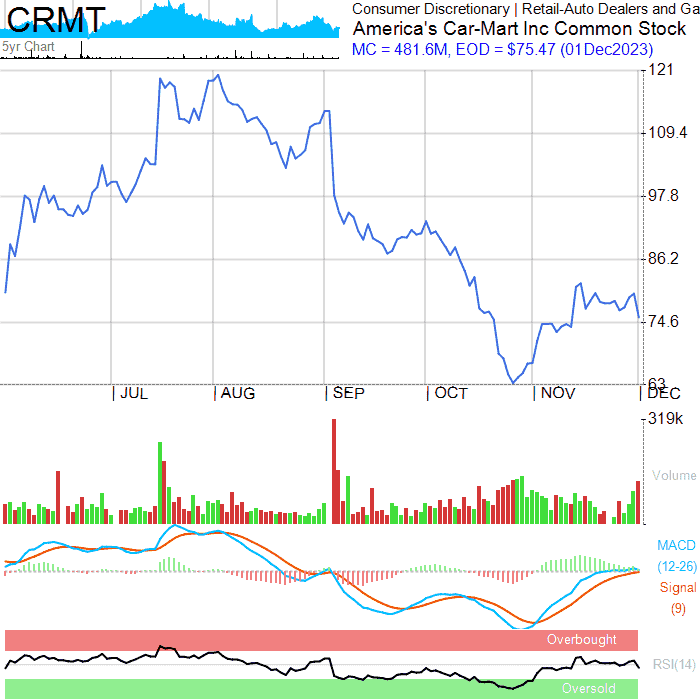 CRMT
5yr Chart
Consumer Discretionary | Retail-Auto Dealers and Ga
America's Car-Mart Inc Common Stock
MC = 481.6M, EOD = $75.47 (01Dec2023)
121
109.4
97.8
86.2
74.6
63
JUL
AUG
SEP
OCT
NOV
DEC
319k
Volume
MACD
(12-26)
Signal
(9)
Overbought
RSI(14)
Oversold